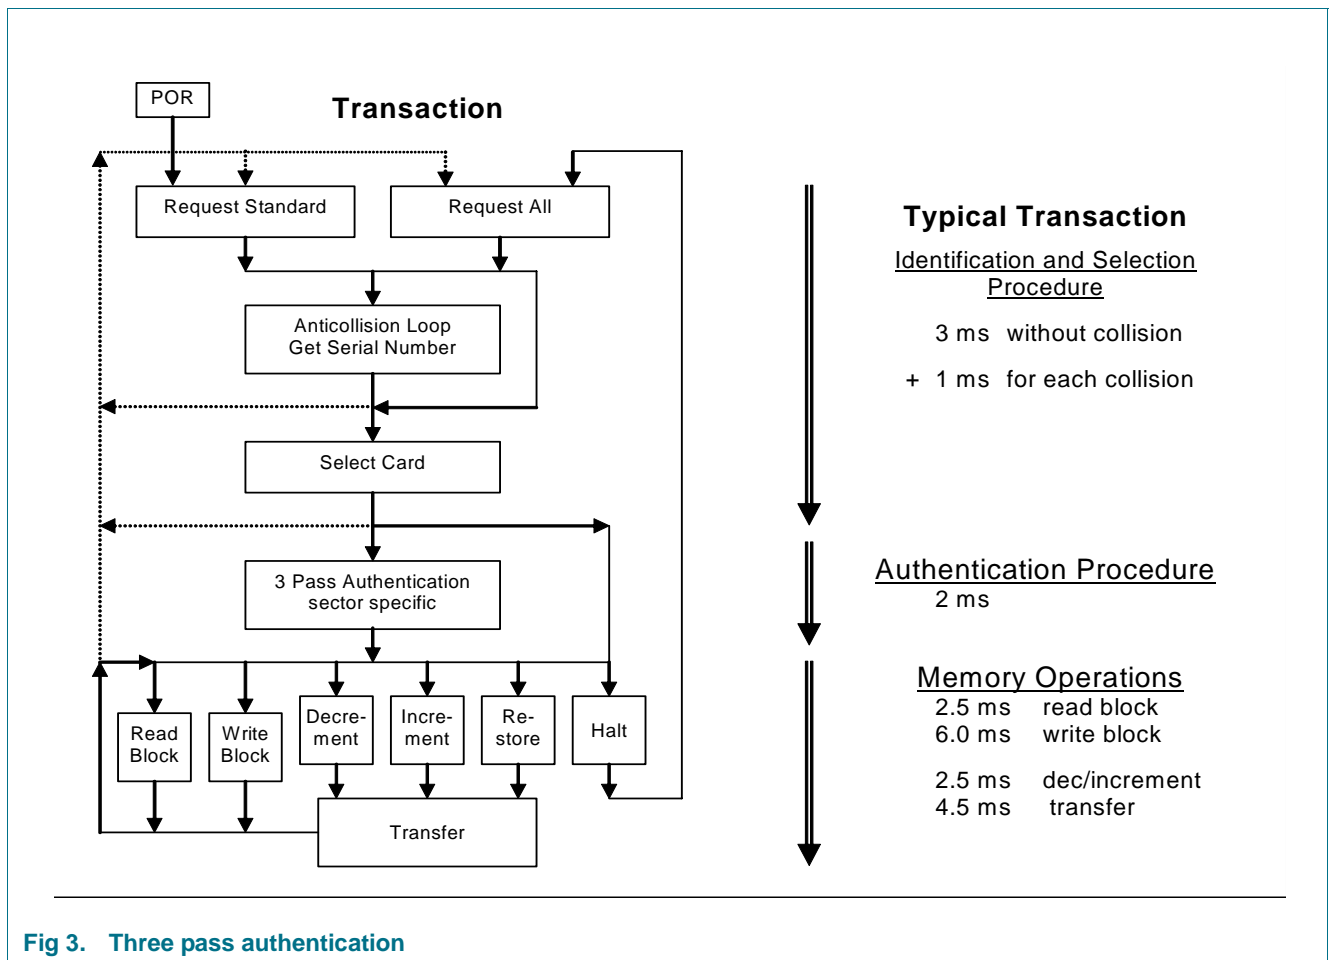 POR
Transaction
Request Standard
Request All
Anticollision Loop
Get Serial Number
Select Card
3 Pass Authentication
sector specific
Read
Block
Write
Block
Decre-
ment
Incre-
ment
Re-
store
Halt
Transfer
Typical Transaction
Identification and Selection
Procedure
3 ms without collision
+ 1 ms for each collision
Authentication Procedure
2 ms
Memory Operations
2.5 ms read block
6.0 ms write block
2.5 ms dec/increment
4.5 ms transfer
Fig 3. Three pass authentication